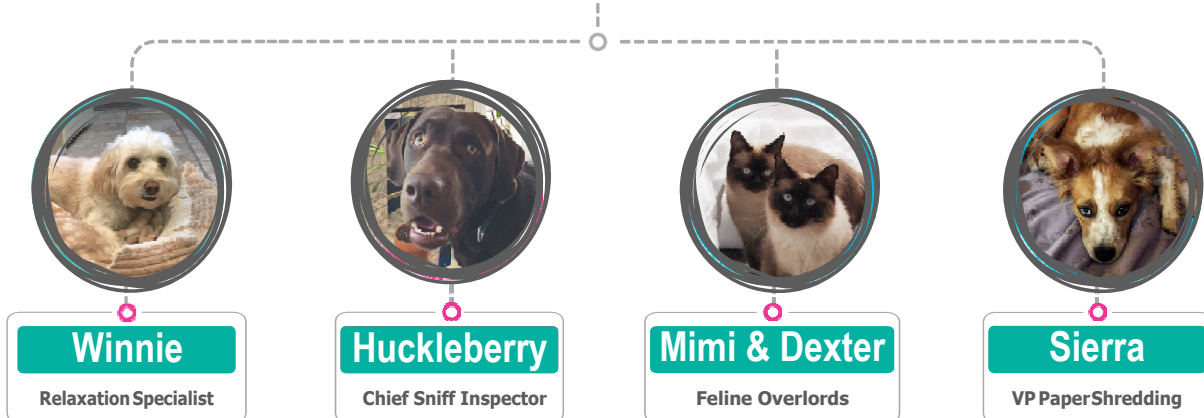 Winnie
Relaxation Specialist
Huckleberry
Chief Sniff Inspector
Mimi & Dexter
Feline Overlords
Sierra
VP Paper Shredding